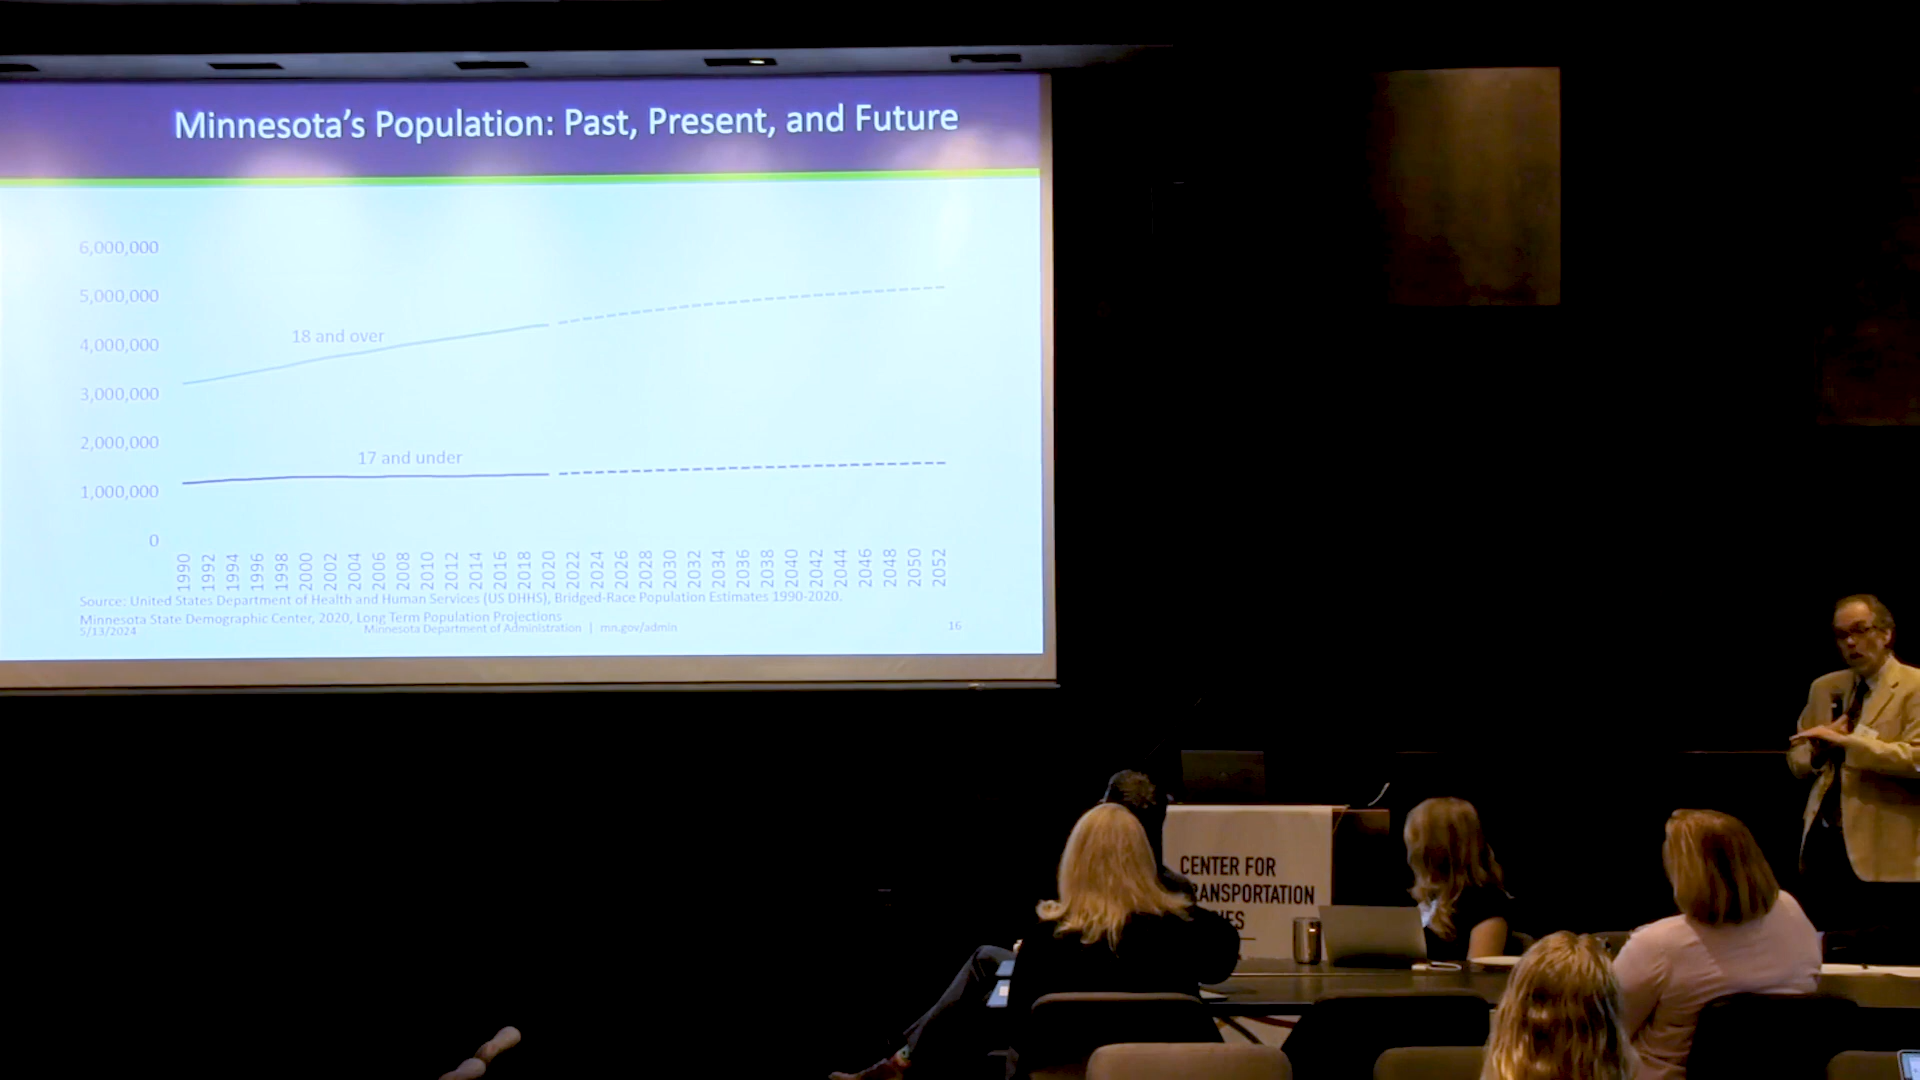 Minnesota's Population: Past, Present, and Future
6,000,000
5,000,000
18 and over
4,000,000
3,000,000
2,000,000
17 and under
1,000,000
0
1990 1992 1994 1996 1998 2000 2002 2004 2006 2008 2010 2012 2014 2016 2018 2020 2022 2024 2026 2028 2030 2032 2034 2036 2038 2040 2042 2044 2046 2048 2050 2052
Source: United States Department of Health and Human Services (US DHHS), Bridged-Race Population Estimates 1990-2020.
Minnesota State Demographic Center, 2020, Long Term Population Projections
5/13/2024 Minnesota Department of Administration | mn.gov/admin 16
CENTER FOR
RANSPORTATION
IES